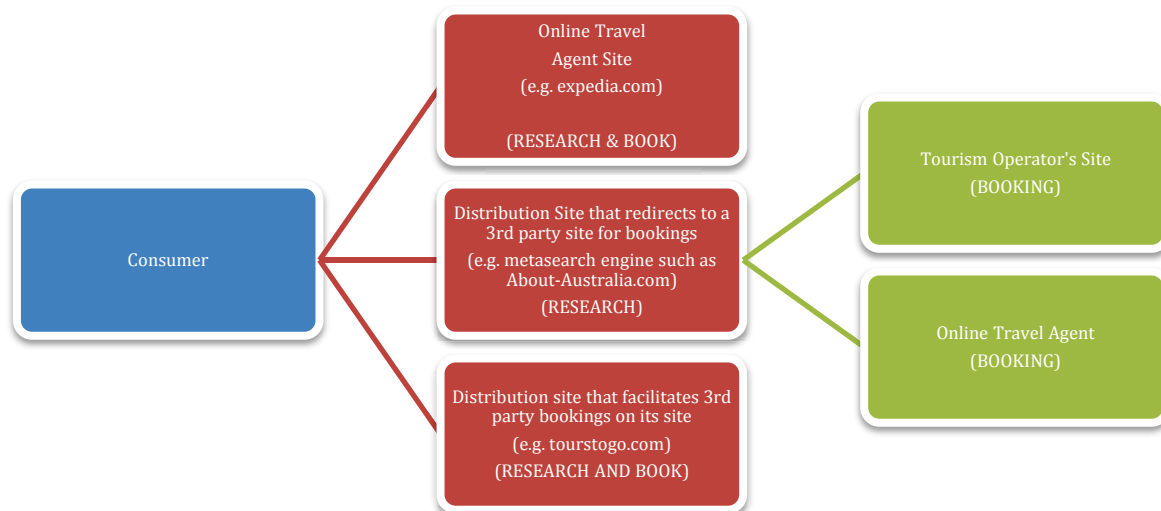 Online Travel
Agent Site
(e.g. expedia.com)
(RESEARCH & BOOK)
Consumer
Distribution Site that redirects to a
3rd party site for bookings
(e.g. metasearch engine such as
About-Australia.com)
(RESEARCH)
Distribution site that facilitates 3rd
party bookings on its site
(e.g. tourstogo.com)
(RESEARCH AND BOOK)
Tourism Operator's Site
(BOOKING)
Online Travel Agent
(BOOKING)